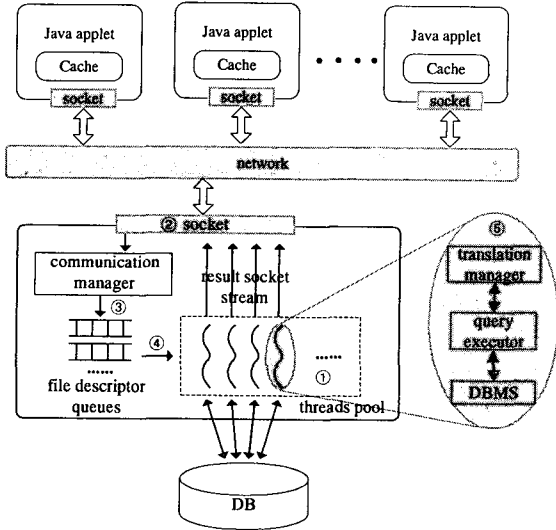 Java applet
Cache
socket
Java applet
Cache
socket
Java applet
Cache
socket
network
② socket
communication
manager
③
④
......
file descriptor
queues
result socket
stream
......
①
threads pool
DB
⑤
translation
manager
query
executor
DBMS